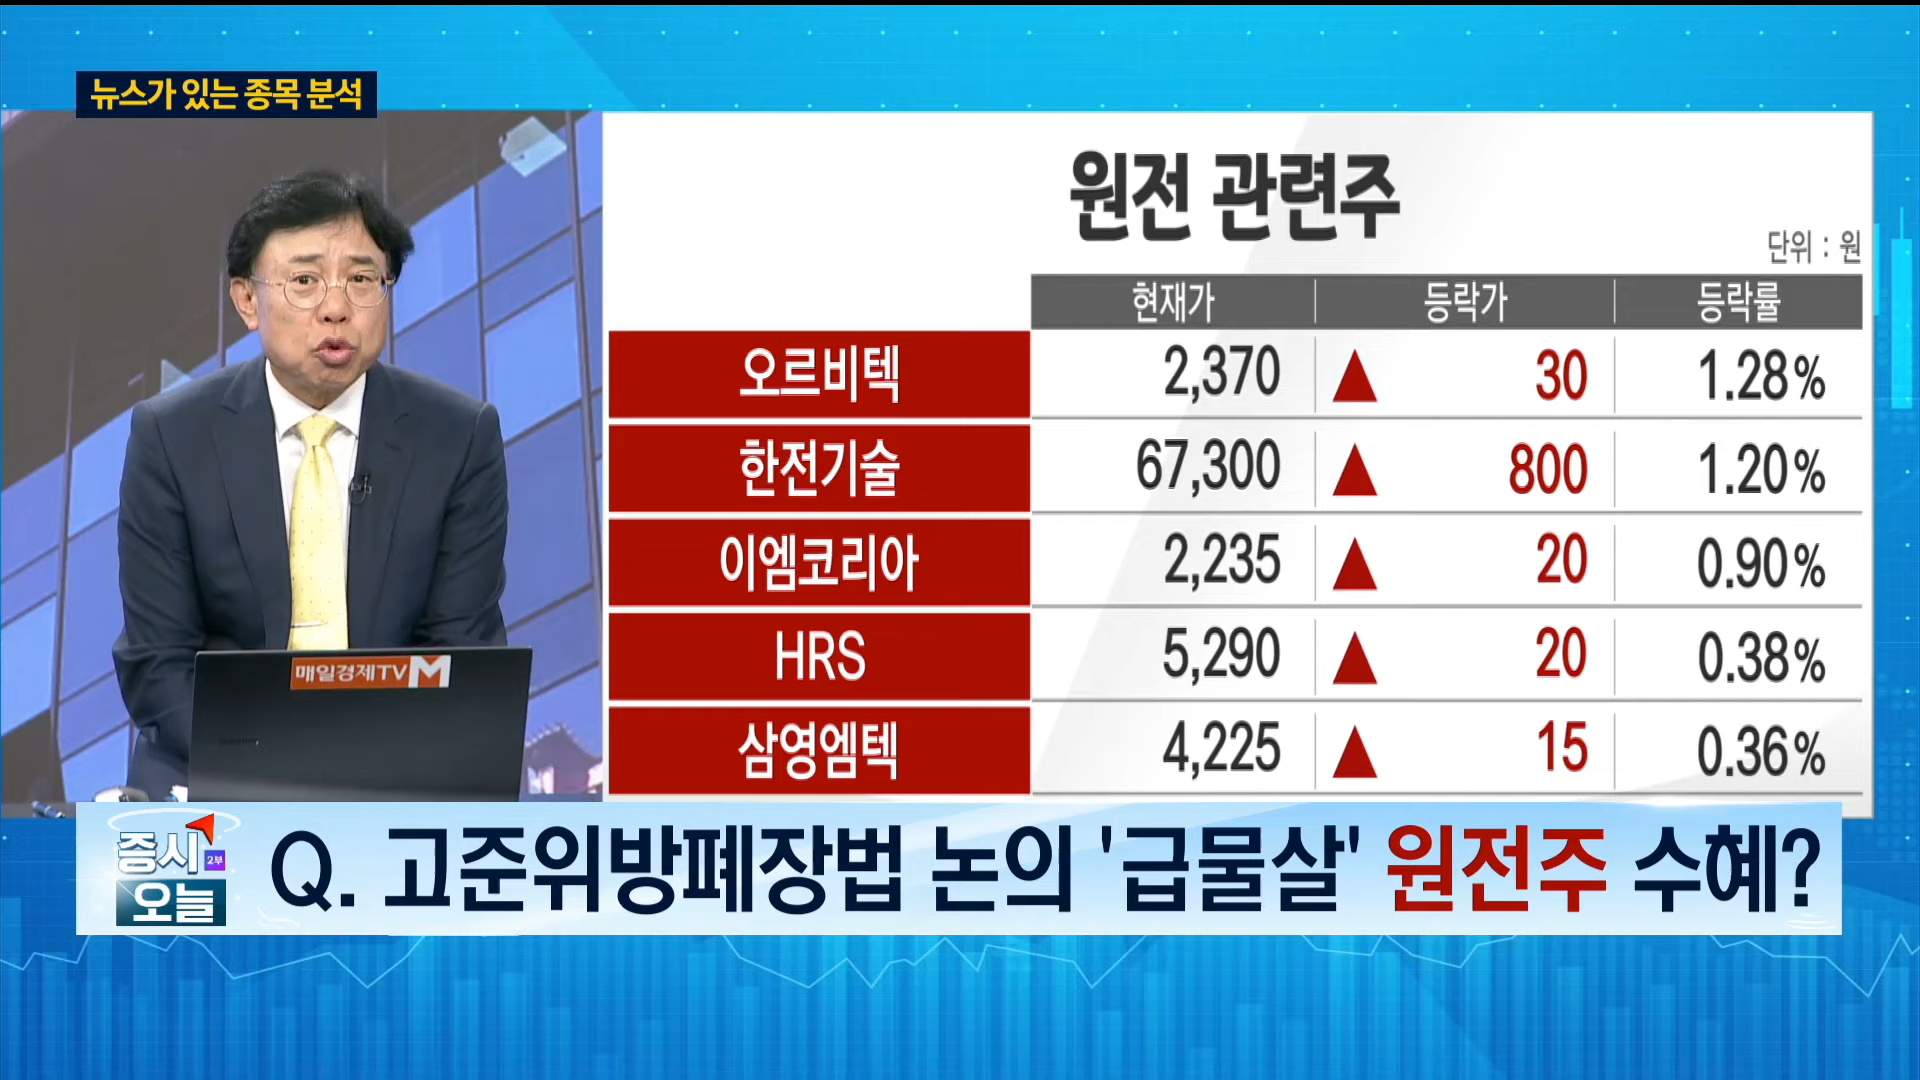 뉴스가 있는 종목 분석
원전 관련주
단위 : 원
현재가 등락가 등락률
오르비텍 2,370 ▲ 30 1.28%
한전기술 67,300 ▲ 800 1.20%
이엠코리아 2,235 ▲ 20 0.90%
HRS 5,290 ▲ 20 0.38%
삼영엠텍 4,225 ▲ 15 0.36%
매일경제TV M
증시 2부
오늘
Q. 고준위방폐장법 논의 '급물살' 원전주 수혜?